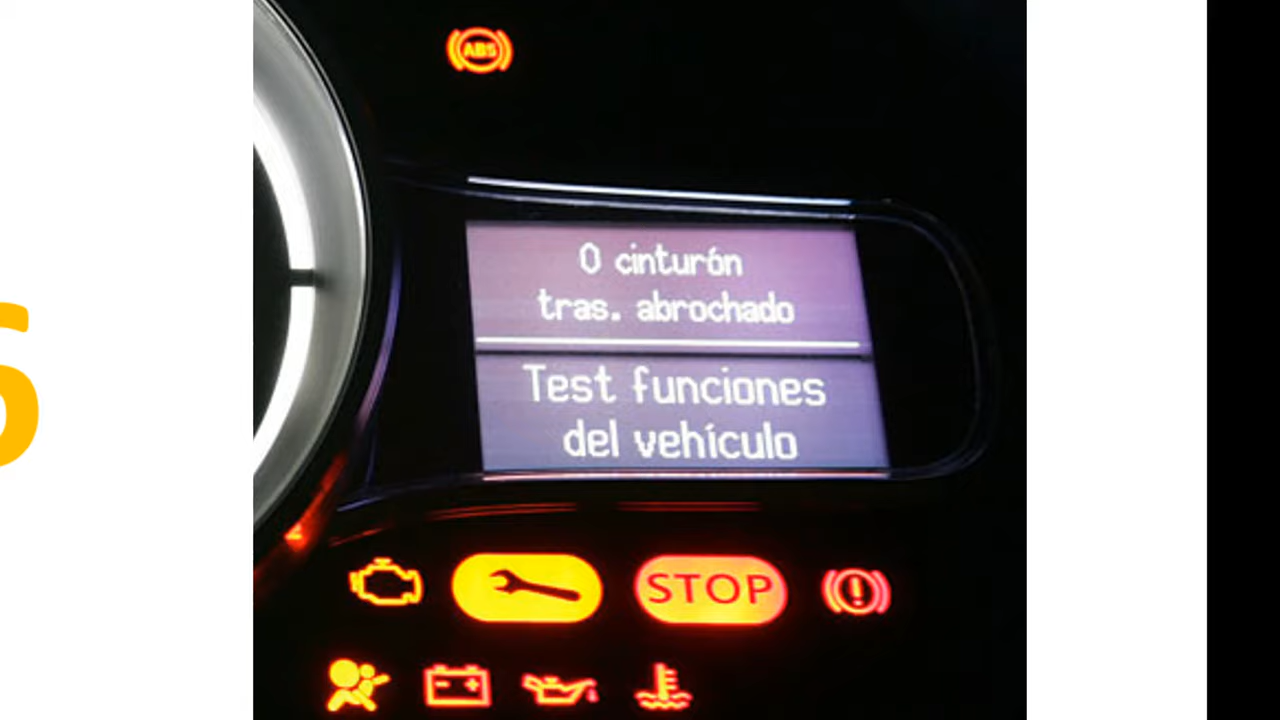 ABS
0 cinturón
tras. abrochado
Test funciones
del vehículo
STOP